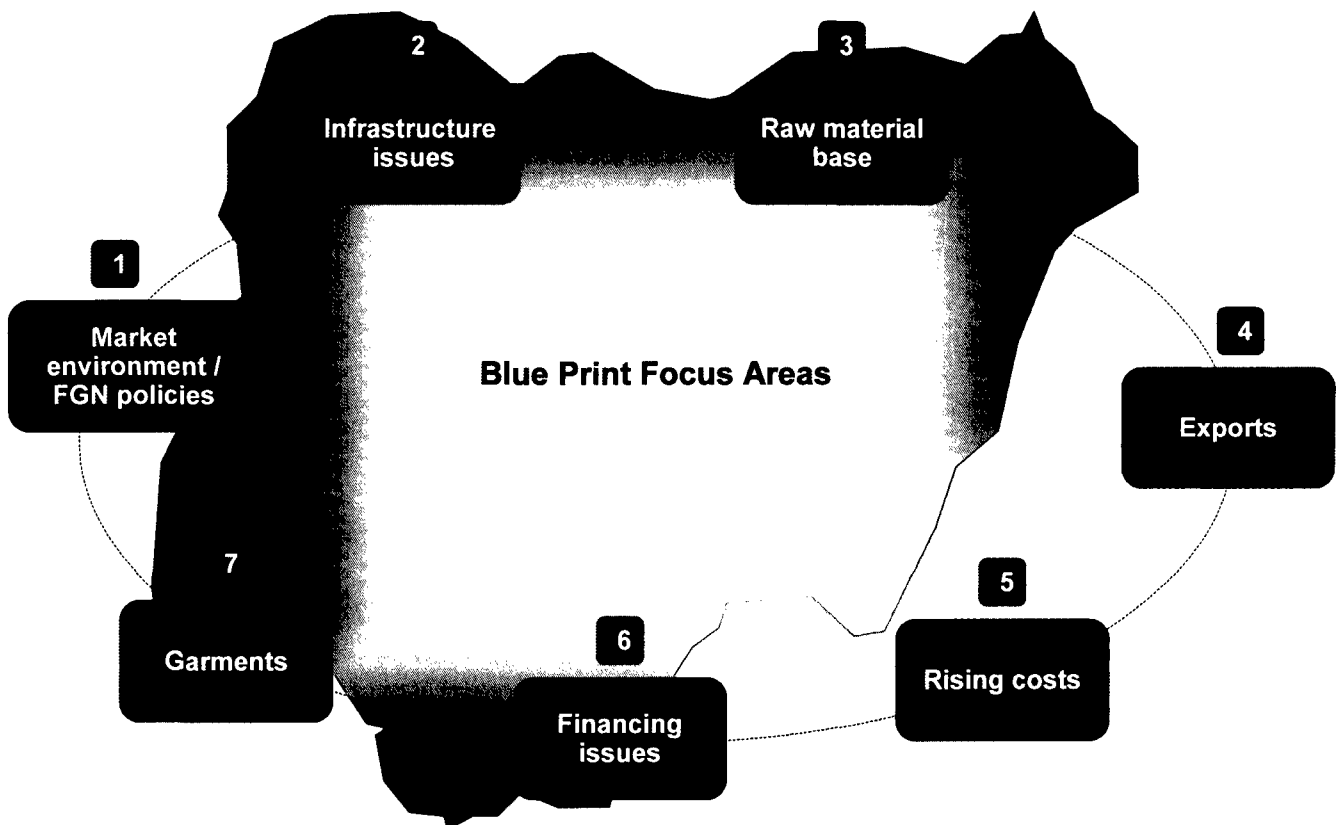 2
3
Infrastructure
issues
Raw material
base
1
Market
environment /
FGN policies
Blue Print Focus Areas
4
Exports
7
Garments
5
Rising costs
6
Financing
issues